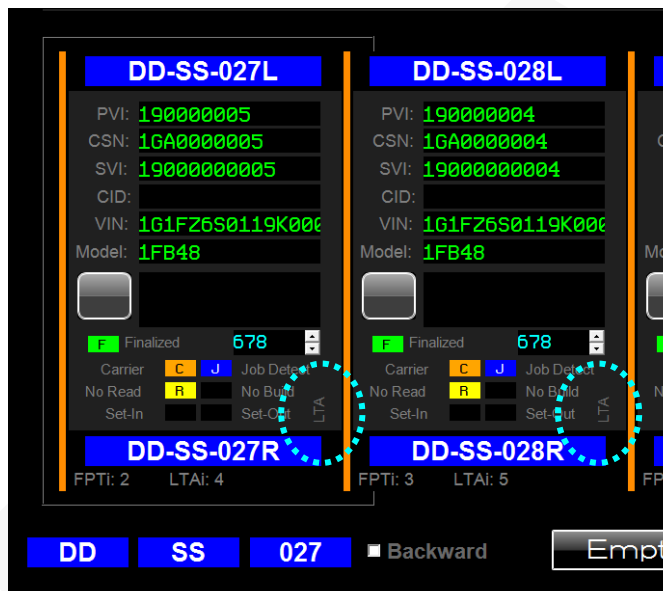 DD-SS-027L
PVI: 190000005
CSN: 1GA0000005
SVI: 19000000005
CID:
VIN: 1G1FZ6S0119K000
Model: 1FB48
F Finalized 678
Carrier C J Job Detect
No Read R No Build
Set-In Set-Out
LTA
DD-SS-027R
FPTi: 2 LTAi: 4
DD-SS-028L
PVI: 190000004
CSN: 1GA0000004
SVI: 19000000004
CID:
VIN: 1G1FZ6S0119K000
Model: 1FB48
F Finalized 678
Carrier C J Job Detect
No Read R No Build
Set-In Set-Out
LTA
DD-SS-028R
FPTi: 3 LTAi: 5
DD SS 027 Backward Empt